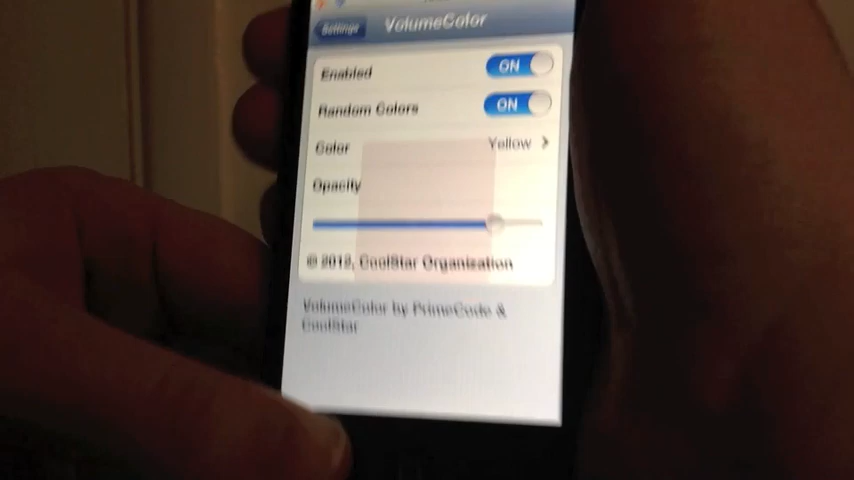 Settings
VolumeColor
Enabled ON
Random Colors ON
Color Yellow
Opacity
© 2012, CoolStar Organization
VolumeColor by PrimeCode &
CoolStar